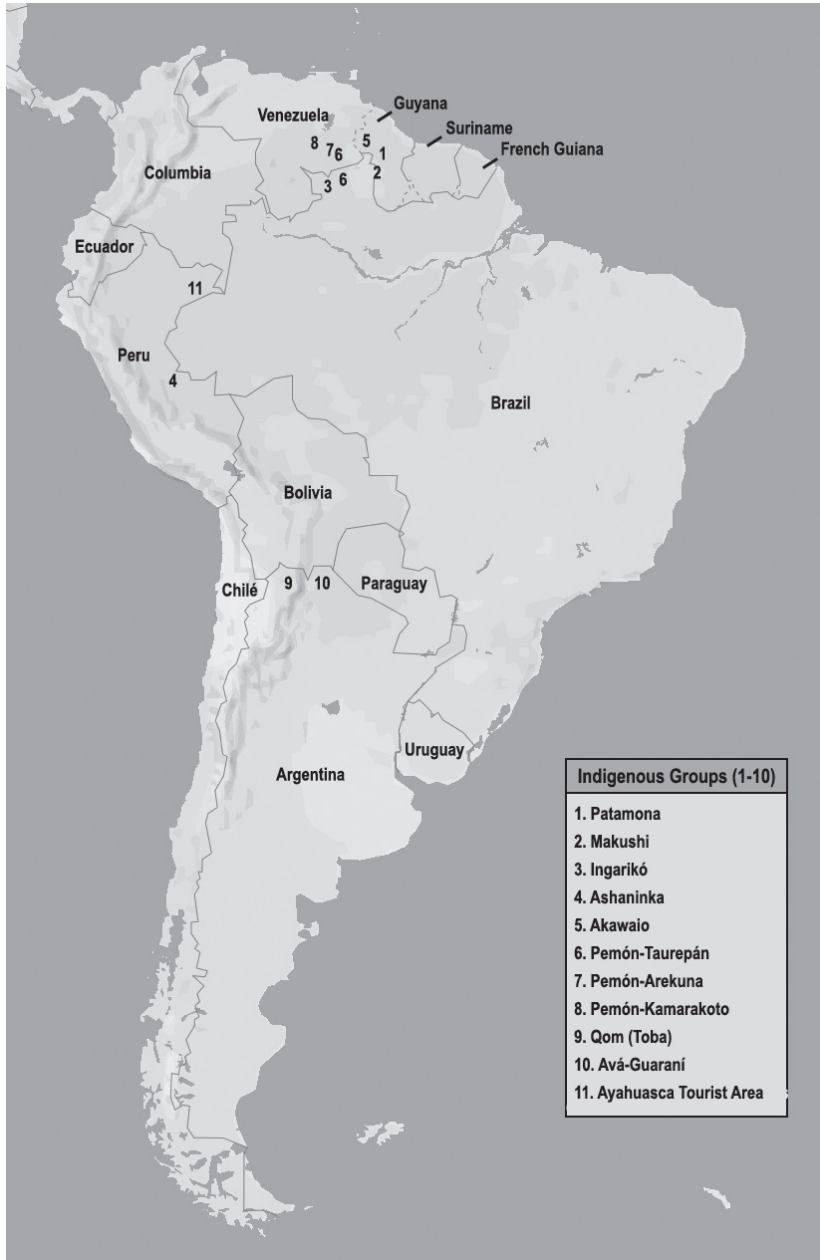 Guyana
Venezuela
Suriname
8 7 6 5 1
French Guiana
Columbia
3 6 2
Ecuador
11
Peru
4
Brazil
Bolivia
Chilé
9 10
Paraguay
Uruguay
Argentina
Indigenous Groups (1-10)
1. Patamona
2. Makushi
3. Ingarikó
4. Ashaninka
5. Akawaio
6. Pemón-Taurepán
7. Pemón-Arekuna
8. Pemón-Kamarakoto
9. Qom (Toba)
10. Avá-Guaraní
11. Ayahuasca Tourist Area